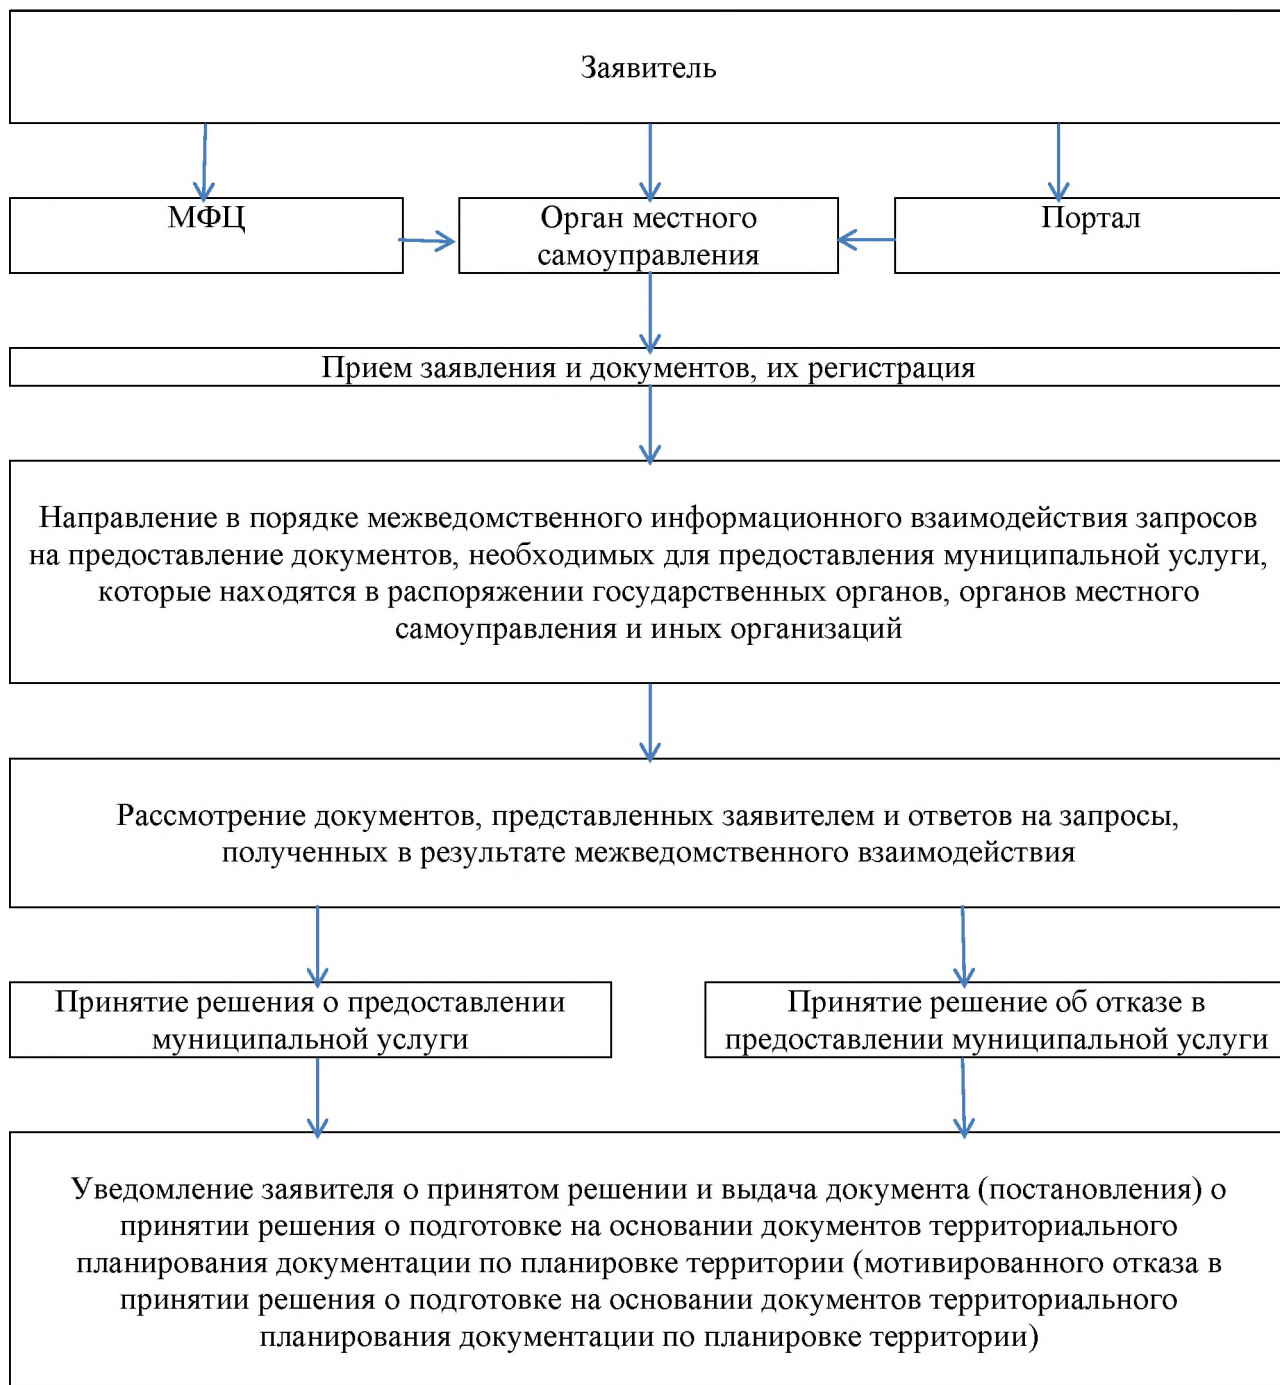 Заявитель
МФЦ
Орган местного
самоуправления
Портал
Прием заявления и документов, их регистрация
Направление в порядке межведомственного информационного взаимодействия запросов
на предоставление документов, необходимых для предоставления муниципальной услуги,
которые находятся в распоряжении государственных органов, органов местного
самоуправления и иных организаций
Рассмотрение документов, представленных заявителем и ответов на запросы,
полученных в результате межведомственного взаимодействия
Принятие решения о предоставлении
муниципальной услуги
Принятие решение об отказе в
предоставлении муниципальной услуги
Уведомление заявителя о принятом решении и выдача документа (постановления) о
принятии решения о подготовке на основании документов территориального
планирования документации по планировке территории (мотивированного отказа в
принятии решения о подготовке на основании документов территориального
планирования документации по планировке территории)